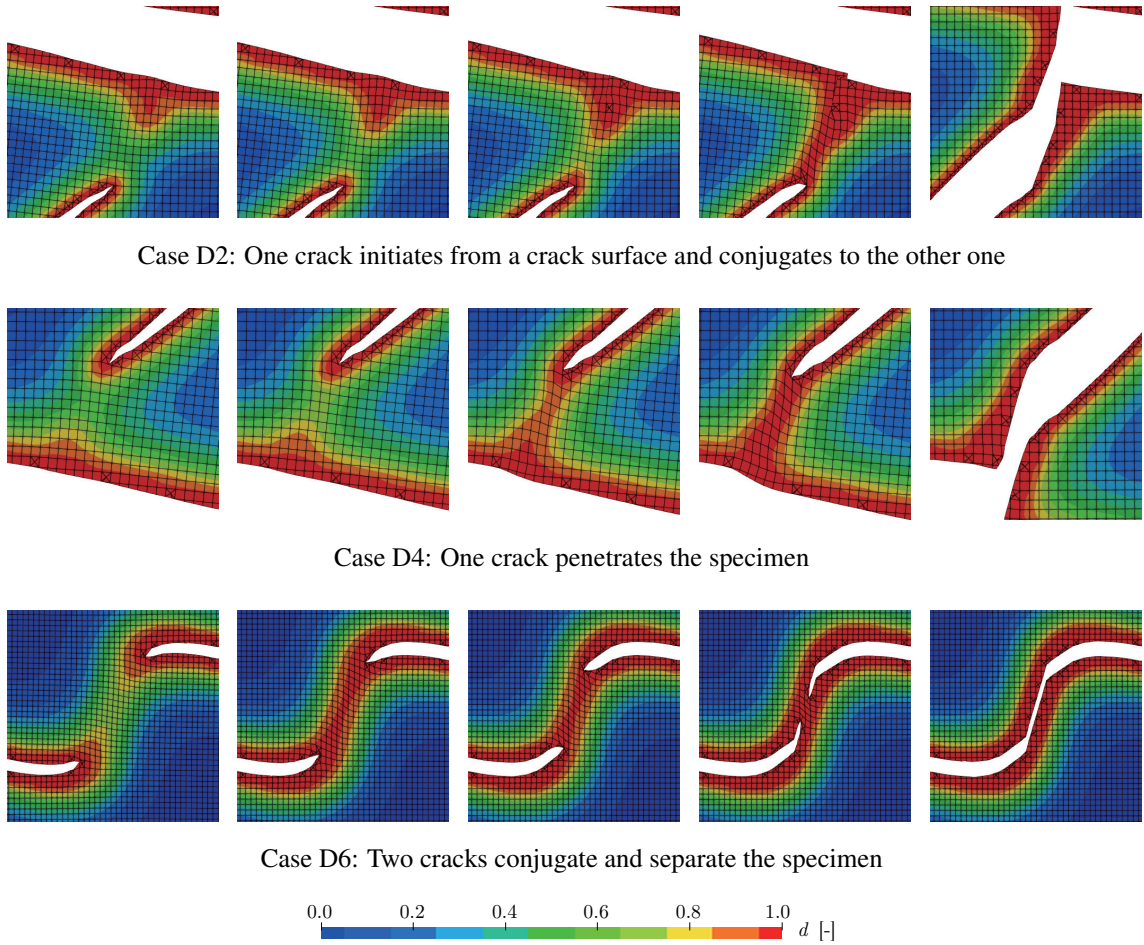 Case D2: One crack initiates from a crack surface and conjugates to the other one
Case D4: One crack penetrates the specimen
Case D6: Two cracks conjugate and separate the specimen
0.0 0.2 0.4 0.6 0.8 1.0
d [-]